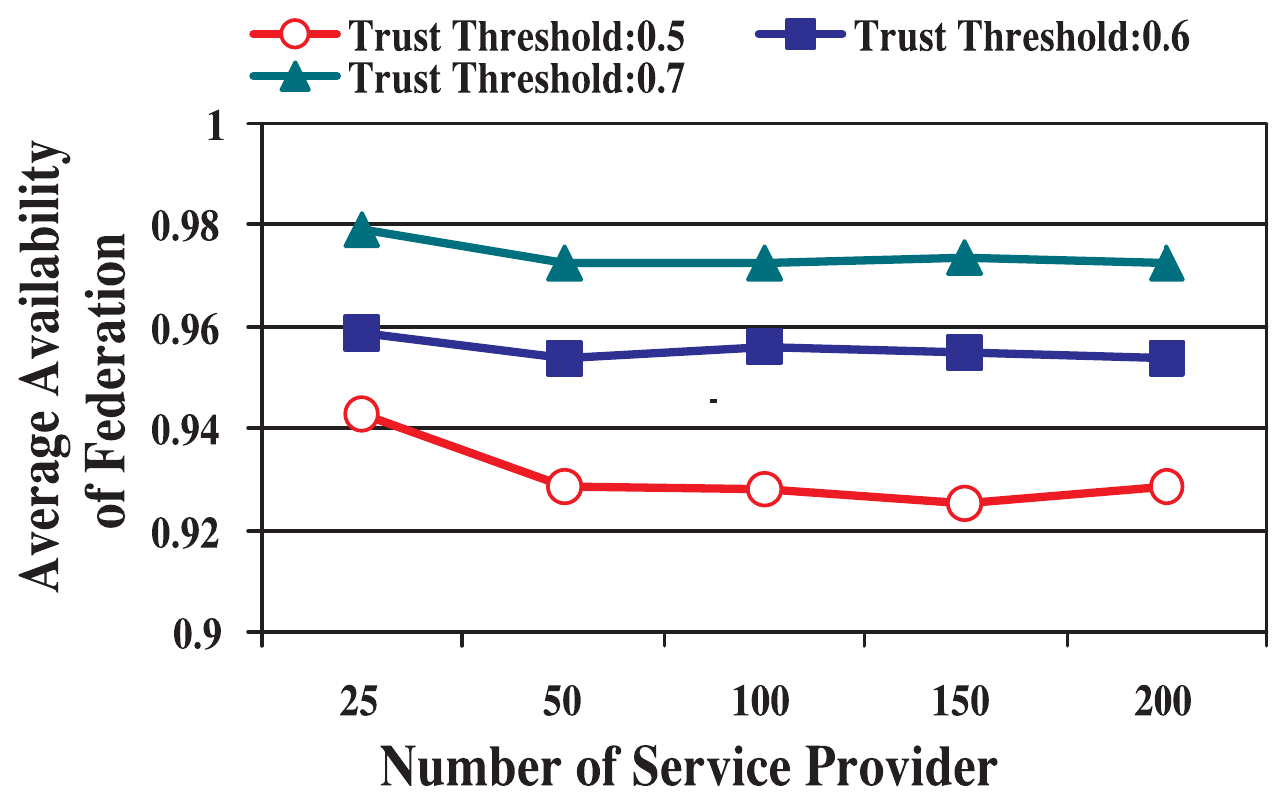 Trust Threshold:0.5
Trust Threshold:0.6
Trust Threshold:0.7
Average Availability
of Federation
1
0.98
0.96
0.94
0.92
0.9
25 50 100 150 200
Number of Service Provider